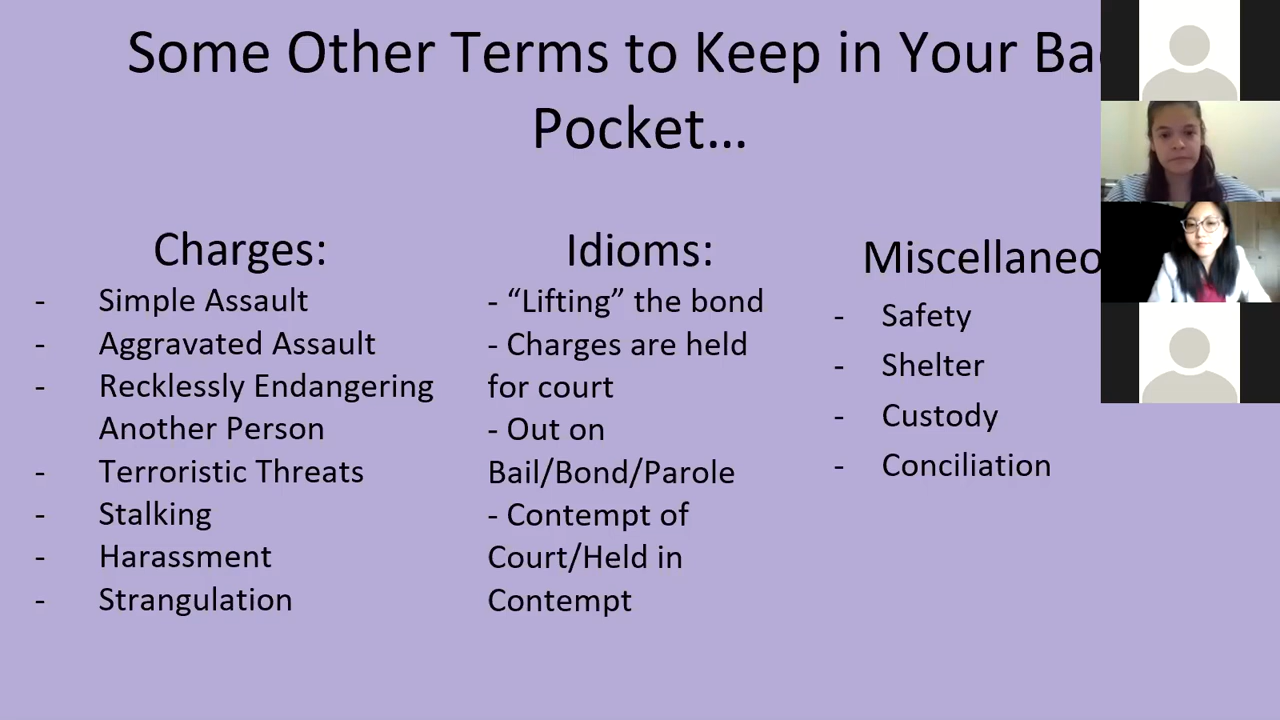 Some Other Terms to Keep in Your
Pocket…
Charges:
- Simple Assault
- Aggravated Assault
- Recklessly Endangering
Another Person
- Terroristic Threats
- Stalking
- Harassment
- Strangulation
Idioms:
- “Lifting” the bond
- Charges are held
for court
- Out on
Bail/Bond/Parole
- Contempt of
Court/Held in
Contempt
Miscellaneo
- Safety
- Shelter
- Custody
- Conciliation